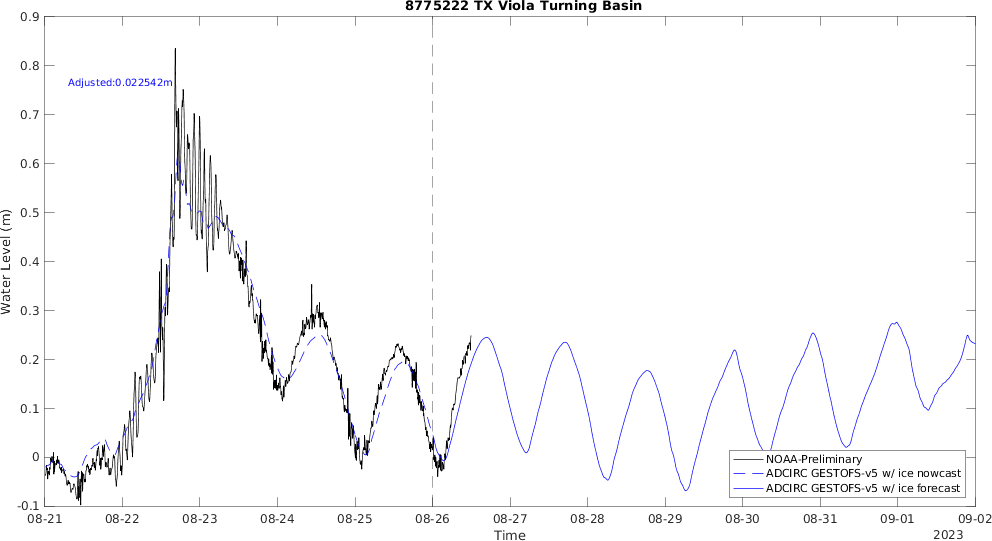 8775222 TX Viola Turning Basin
0.9
0.8
Adjusted:0.022542m
0.7
0.6
0.5
0.4
0.3
0.2
0.1
0
-0.1
Water Level (m)
NOAA-Preliminary
ADCIRC GESTOFS-v5 w/ ice nowcast
ADCIRC GESTOFS-v5 w/ ice forecast
08-21 08-22 08-23 08-24 08-25 08-26 08-27 08-28 08-29 08-30 08-31 09-01 09-02
Time
2023